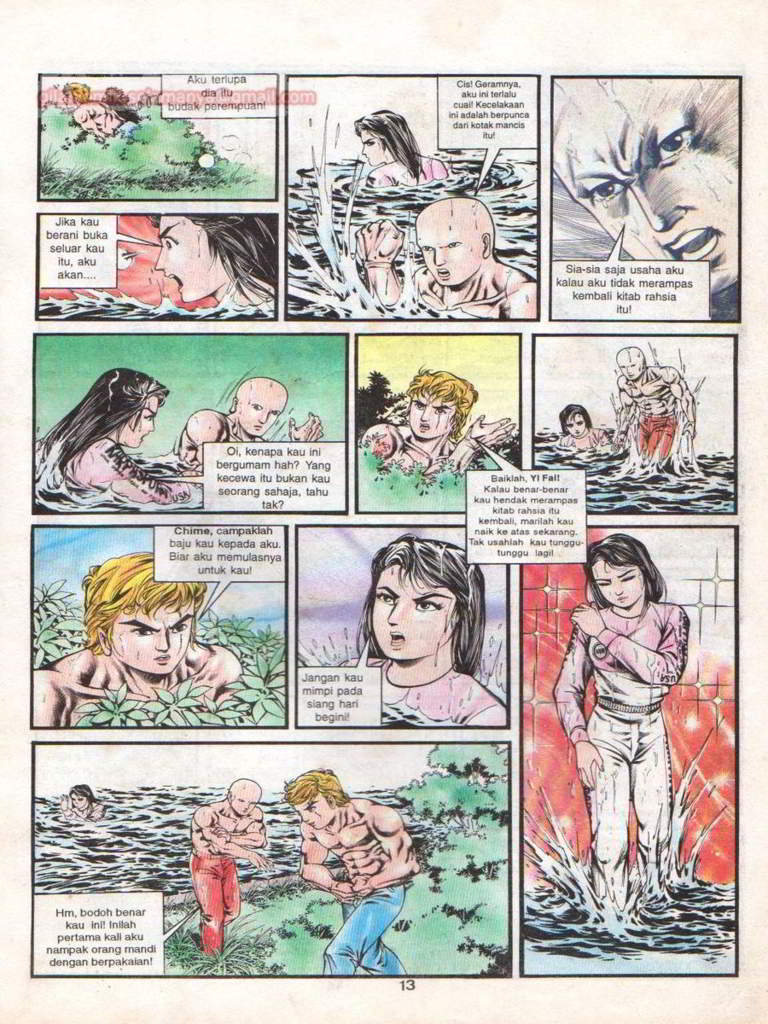 Aku terlupa
dia itu
budak perempuan!
Jika kau
berani buka
seluar kau
itu, aku
akan....
Cis! Geramnya,
aku ini terlalu
cuai! Kecelakaan
ini adalah berpunca
dari kotak mancis
itu!
Sia-sia saja usaha aku
kalau aku tidak merampas
kembali kitab rahsia
itu!
Oi, kenapa kau ini
bergumam hah? Yang
kecewa itu bukan kau
seorang sahaja, tahu
tak?
USA
Baiklah, YI FAI!
Kalau benar-benar
kau hendak merampas
kitab rahsia itu
kembali, marilah kau
naik ke atas sekarang.
Tak usahlah kau tunggu-
tunggu lagi!
Chime, campaklah
baju kau kepada aku.
Biar aku memulasnya
untuk kau!
Jangan kau
mimpi pada
siang hari
begini!
USA
Hm, bodoh benar
kau ini! Inilah
pertama kali aku
nampak orang mandi
dengan berpakaian!
13